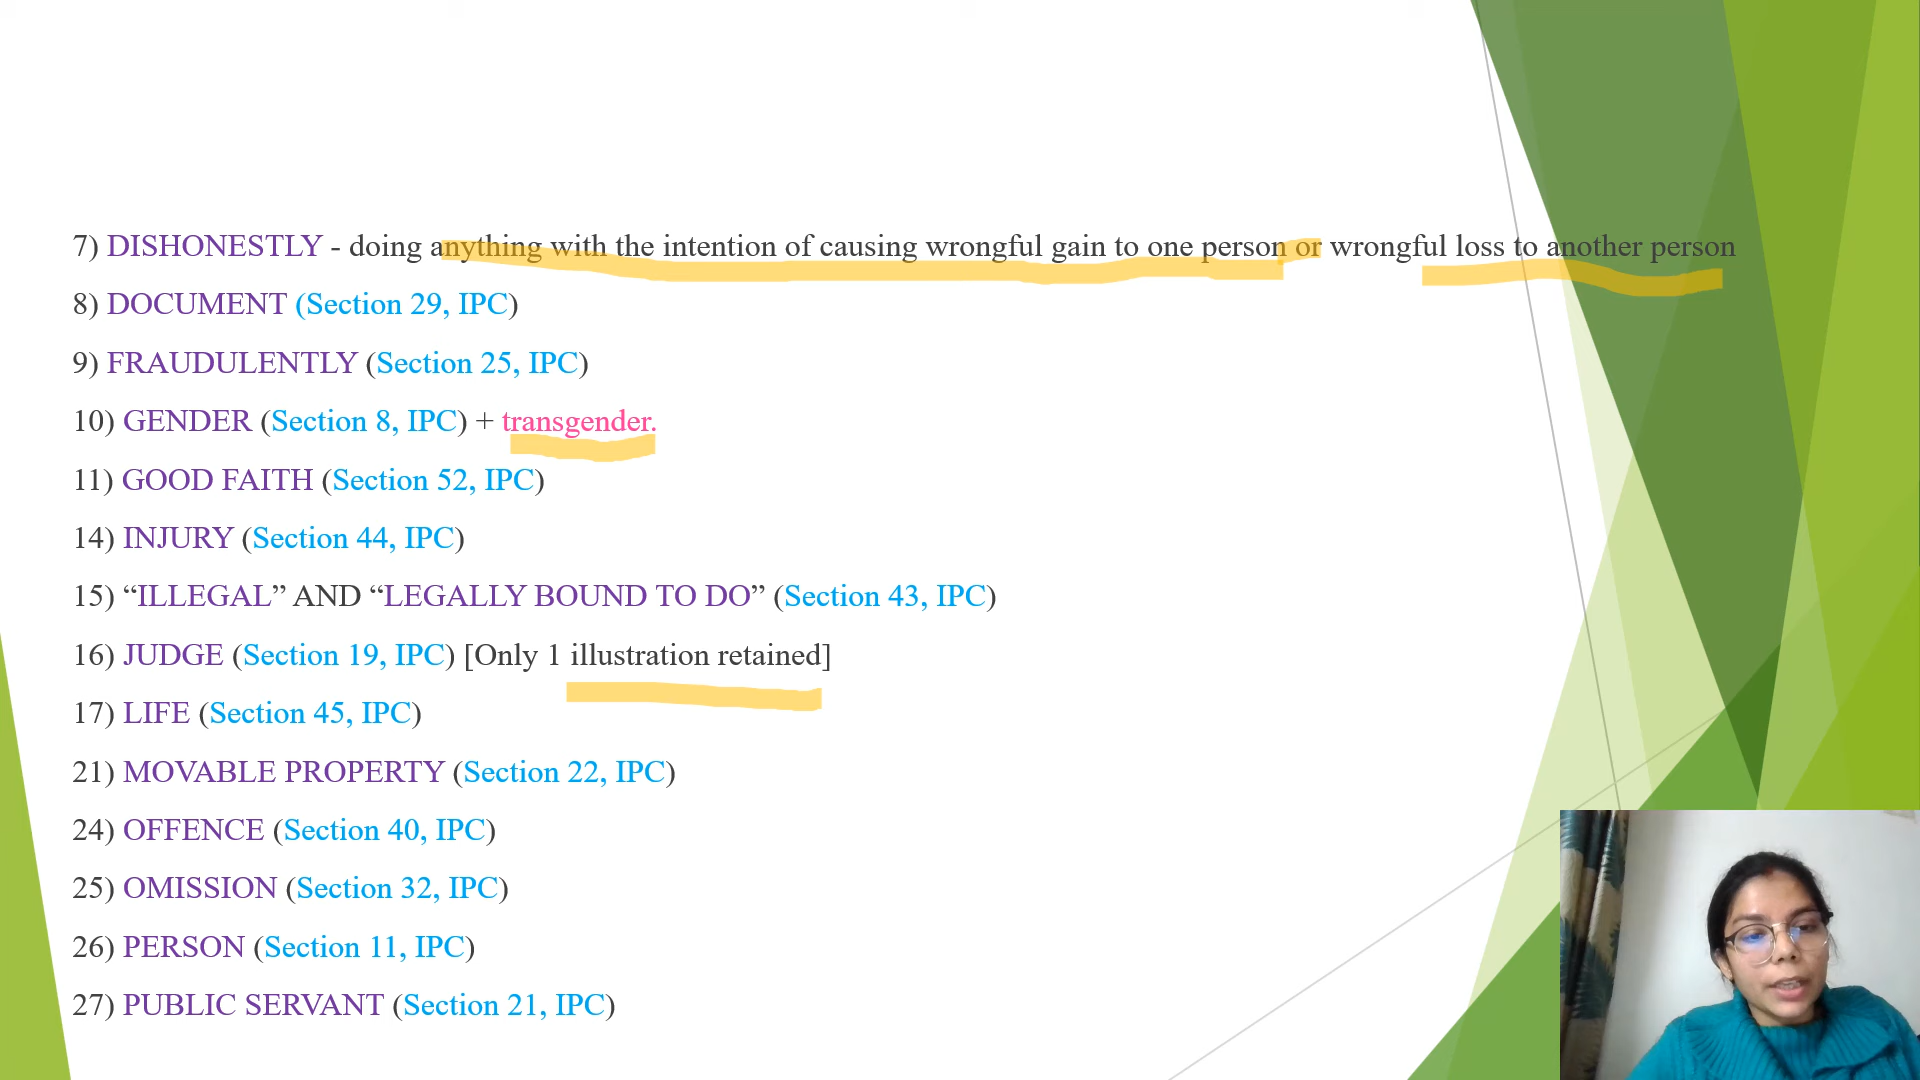 7) DISHONESTLY - doing anything with the intention of causing wrongful gain to one person or wrongful loss to another person
8) DOCUMENT (Section 29, IPC)
9) FRAUDULENTLY (Section 25, IPC)
10) GENDER (Section 8, IPC) + transgender.
11) GOOD FAITH (Section 52, IPC)
14) INJURY (Section 44, IPC)
15) “ILLEGAL” AND “LEGALLY BOUND TO DO” (Section 43, IPC)
16) JUDGE (Section 19, IPC) [Only 1 illustration retained]
17) LIFE (Section 45, IPC)
21) MOVABLE PROPERTY (Section 22, IPC)
24) OFFENCE (Section 40, IPC)
25) OMISSION (Section 32, IPC)
26) PERSON (Section 11, IPC)
27) PUBLIC SERVANT (Section 21, IPC)